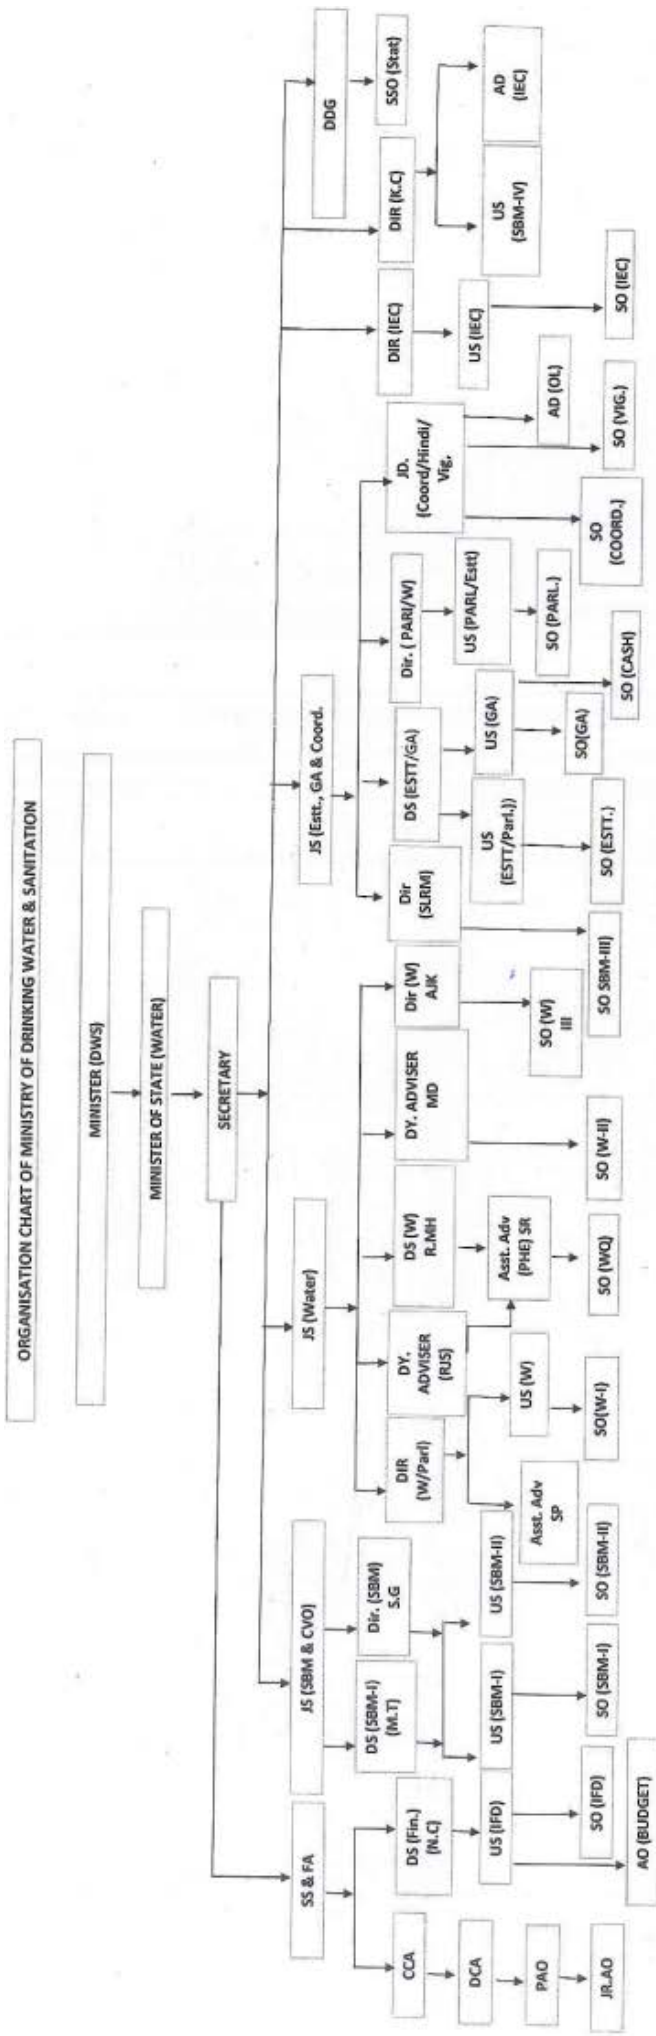 ORGANISATION CHART OF MINISTRY OF DRINKING WATER & SANITATION
MINISTER (DWS)
MINISTER OF STATE (WATER)
SECRETARY
SS & FA
JS (SBM & CVO)
JS (Water)
JS (Estt., GA & Coord.
DDG
CCA
DS (Fin.)
(N.C)
DS (SBM-I)
(M.T)
Dir. (SBM)
S.G
DIR
(W/Parl)
DY.
ADVISER
(RJS)
DS (W)
R.MH
DY. ADVISER
MD
Dir (W)
AJK
Dir
(SLRM)
DS (ESTT/GA)
Dir. ( PARl/W)
JD.
(Coord/Hindi/
Vig.
DIR (IEC)
DIR (K.C)
SSO (Stat)
DCA
US (IFD)
US (SBM-I)
US (SBM-II)
Asst. Adv
SP
US (W)
Asst. Adv
(PHE) SR
US
(ESTT/Parl.))
US (GA)
US (PARL/Estt)
US (IEC)
US
(SBM-IV)
AD
(IEC)
PAO
SO (W)
III
SO(GA)
SO (PARL.)
AD (OL)
JR.AO
SO (IFD)
SO (SBM-I)
SO (SBM-II)
SO(W-I)
SO (WQ)
SO (W-II)
SO SBM-III
SO (ESTT.)
SO (CASH)
SO
(COORD.)
SO (VIG.)
SO (IEC)
AO (BUDGET)